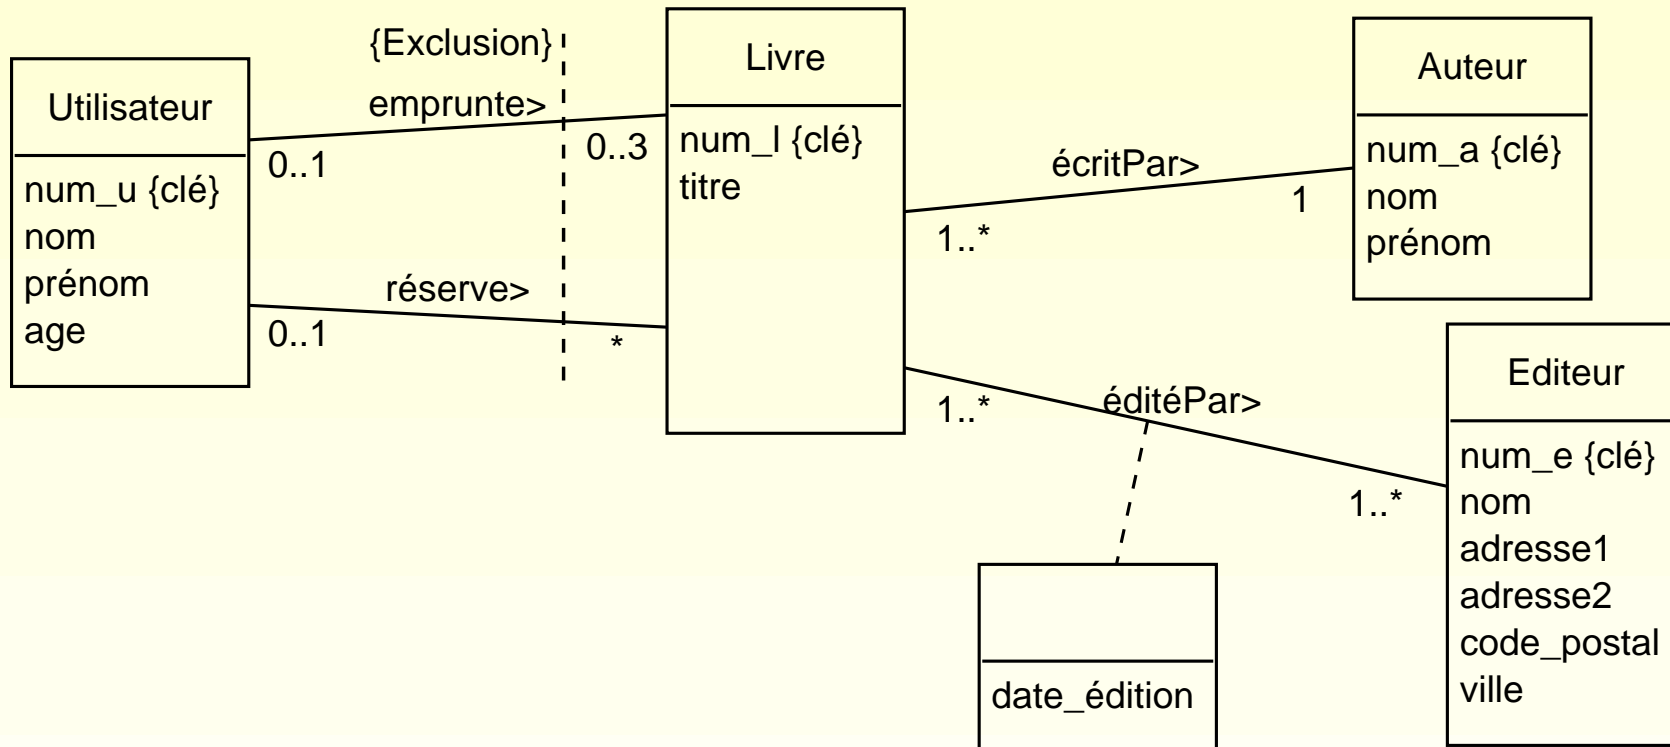 {Exclusion}
Utilisateur
num_u {clé}
nom
prénom
age
emprunte>
0..1
0..3
réserve>
0..1
*
Livre
num_l {clé}
titre
écritPar>
1..*
1
Auteur
num_a {clé}
nom
prénom
éditéPar>
1..*
1..*
Editeur
num_e {clé}
nom
adresse1
adresse2
code_postal
ville
date_édition